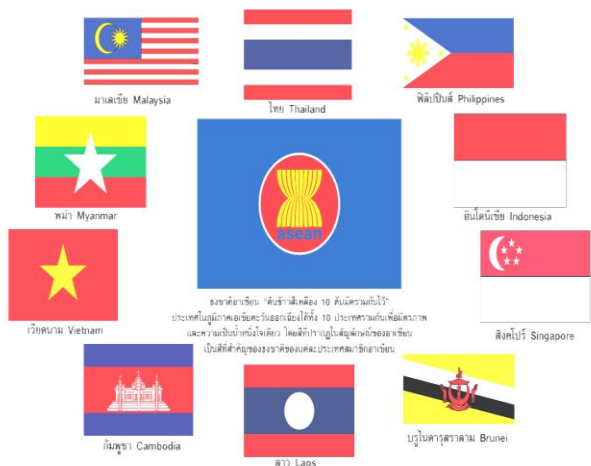 มาเลเซีย Malaysia
ไทย Thailand
ฟิลิปปินส์ Philippines
พม่า Myanmar
asean
อินโดนีเซีย Indonesia
เวียดนาม Vietnam
สิงคโปร์ Singapore
ธงชาติอาเซียน "ต้นข้าวสีเหลือง 10 ต้นมัดรวมกันไว้"
ประเทศในภูมิภาคเอเชียตะวันออกเฉียงใต้ทั้ง 10 ประเทศรวมกันเพื่อมิตรภาพ
และความเป็นน้ำหนึ่งใจเดียว โดยสีที่ปรากฏในสัญลักษณ์ของอาเซียน
เป็นสีที่สำคัญของธงชาติของแต่ละประเทศสมาชิกอาเซียน
กัมพูชา Cambodia
ลาว Laos
บรูไนดารุสซาลาม Brunei